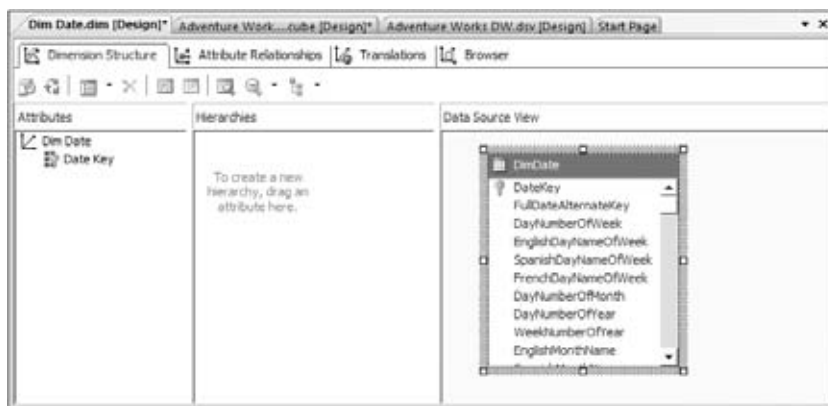 Dim Date.dim [Design]* Adventure Work....cube [Design]* Adventure Works DW.dsv [Design] Start Page
Dimension Structure Attribute Relationships Translations Browser
Attributes
Dim Date
Date Key
Hierarchies
To create a new
hierarchy, drag an
attribute here.
Data Source View
DimDate
DateKey
FullDateAlternateKey
DayNumberOfWeek
EnglishDayNameOfWeek
SpanishDayNameOfWeek
FrenchDayNameOfWeek
DayNumberOfMonth
DayNumberOfYear
WeekNumberOfYear
EnglishMonthName